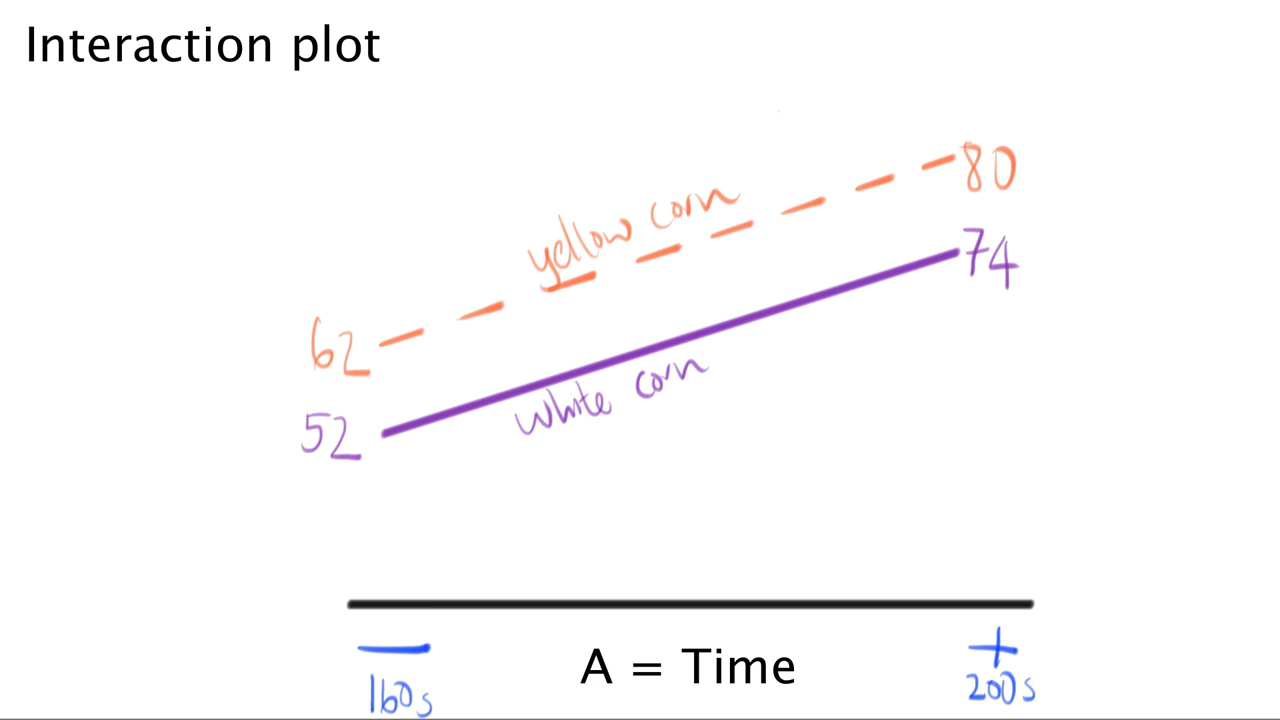 Interaction plot
80
yellow corn
74
62
white corn
52
− A = Time +
160s 200s